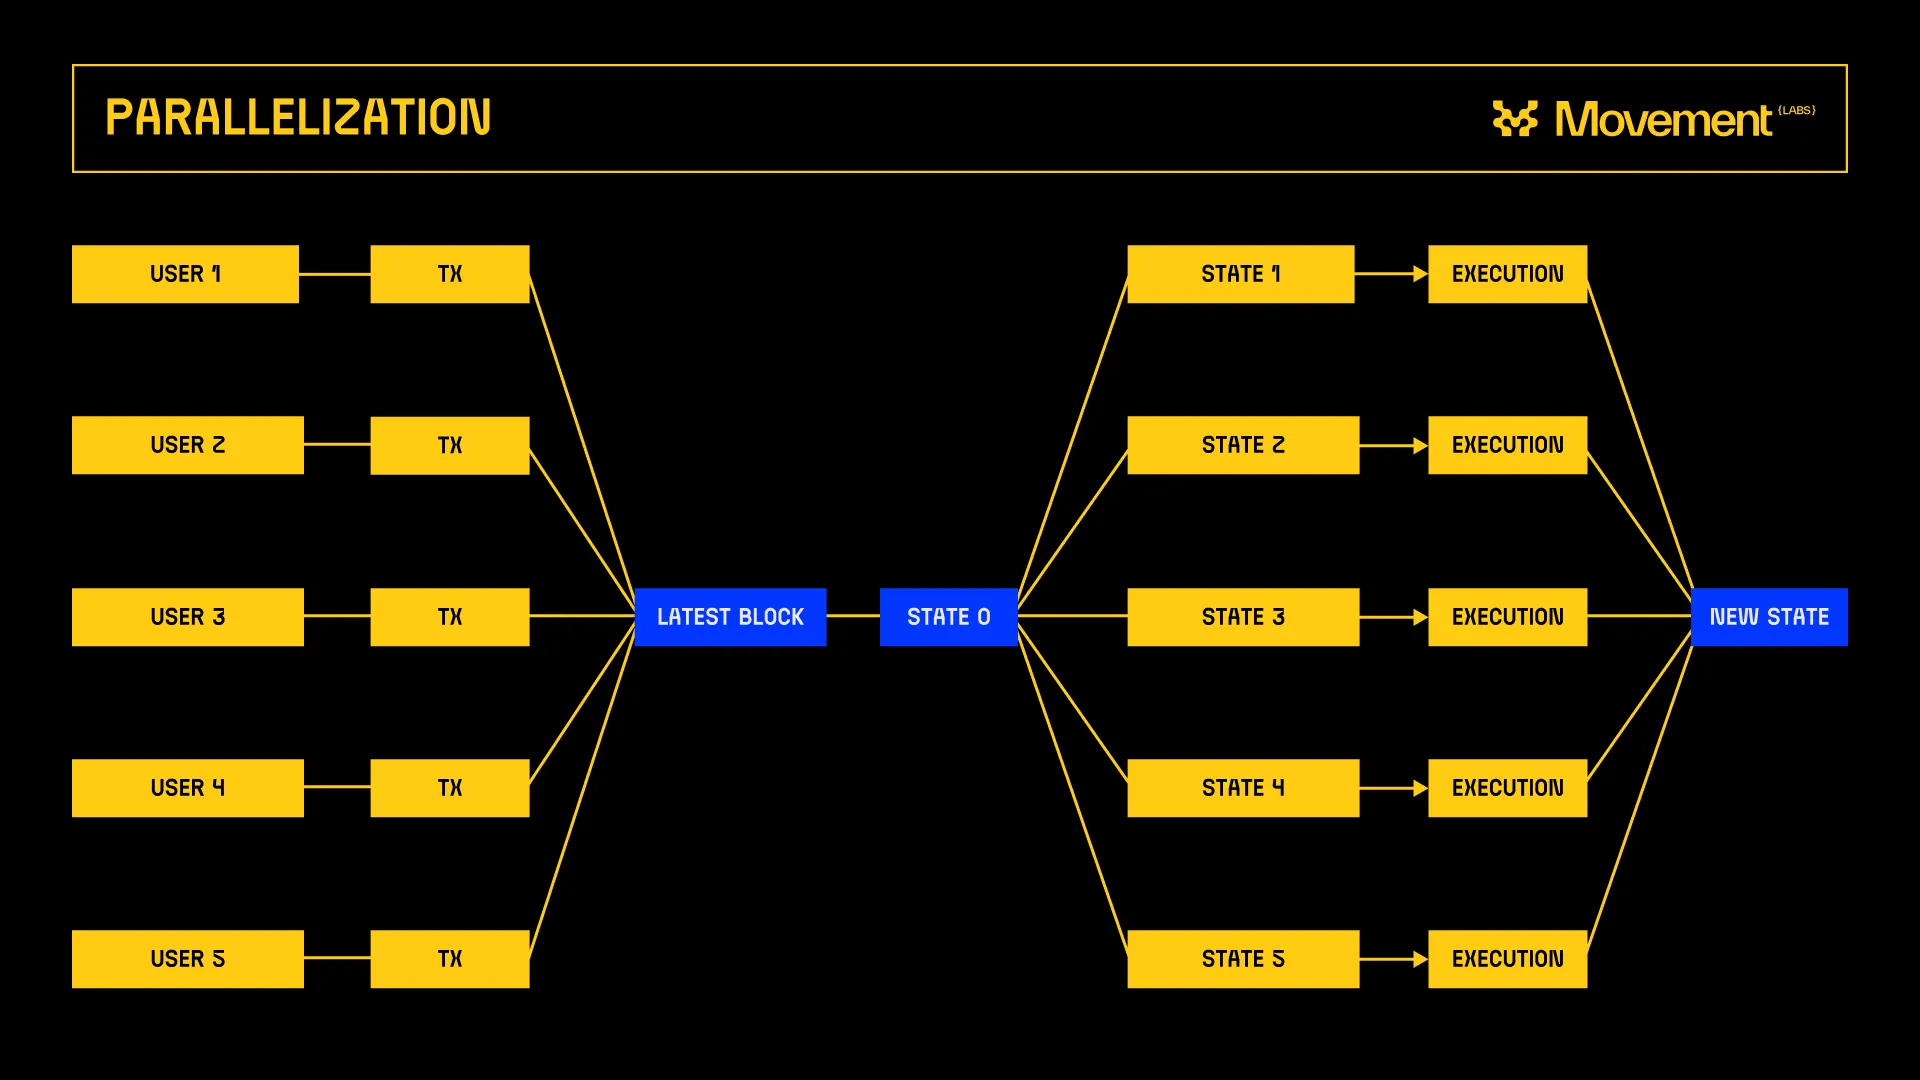 PARALLELIZATION
Movement {LABS}
USER 1
TX
STATE 1
EXECUTION
USER 2
TX
STATE 2
EXECUTION
USER 3
TX
LATEST BLOCK
STATE 0
STATE 3
EXECUTION
NEW STATE
USER 4
TX
STATE 4
EXECUTION
USER 5
TX
STATE 5
EXECUTION